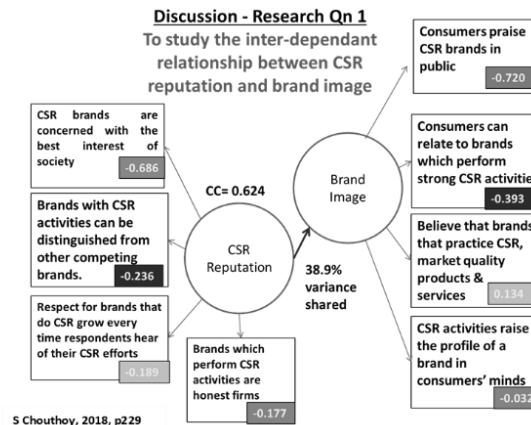 Discussion - Research Qn 1
To study the inter-dependant
relationship between CSR
reputation and brand image
Consumers praise
CSR brands in
public
-0.720
CSR brands are
concerned with the
best interest of
society
-0.686
CC= 0.624
Brand
Image
Consumers can
relate to brands
which perform
strong CSR activitie
-0.393
Brands with CSR
activities can be
distinguished from
other competing
brands.
-0.236
CSR
Reputation
38.9%
variance
shared
Believe that brands
that practice CSR,
market quality
products &
services
0.134
Respect for brands that
do CSR grow every
time respondents hear
of their CSR efforts
-0.189
Brands which
perform CSR
activities are
honest firms
-0.177
CSR activities raise
the profile of a
brand in
consumers' minds
-0.032
S Chouthoy, 2018, p229